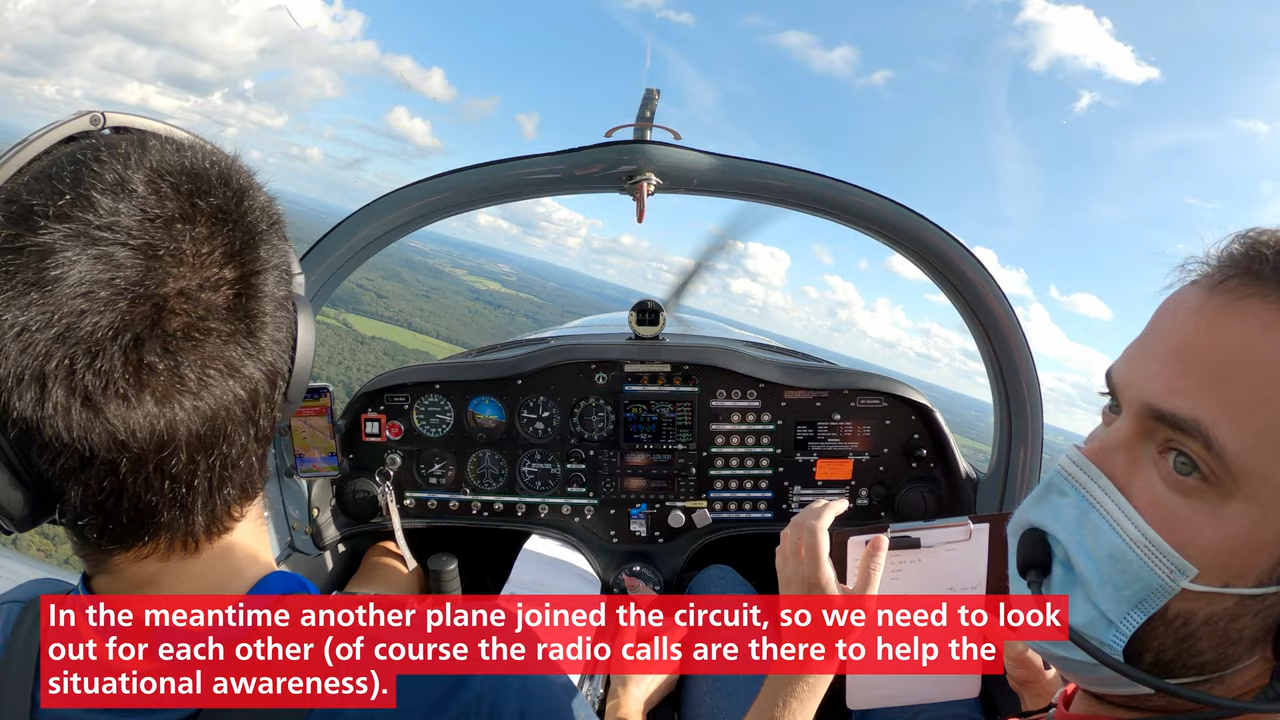 In the meantime another plane joined the circuit, so we need to look
out for each other (of course the radio calls are there to help the
situational awareness).